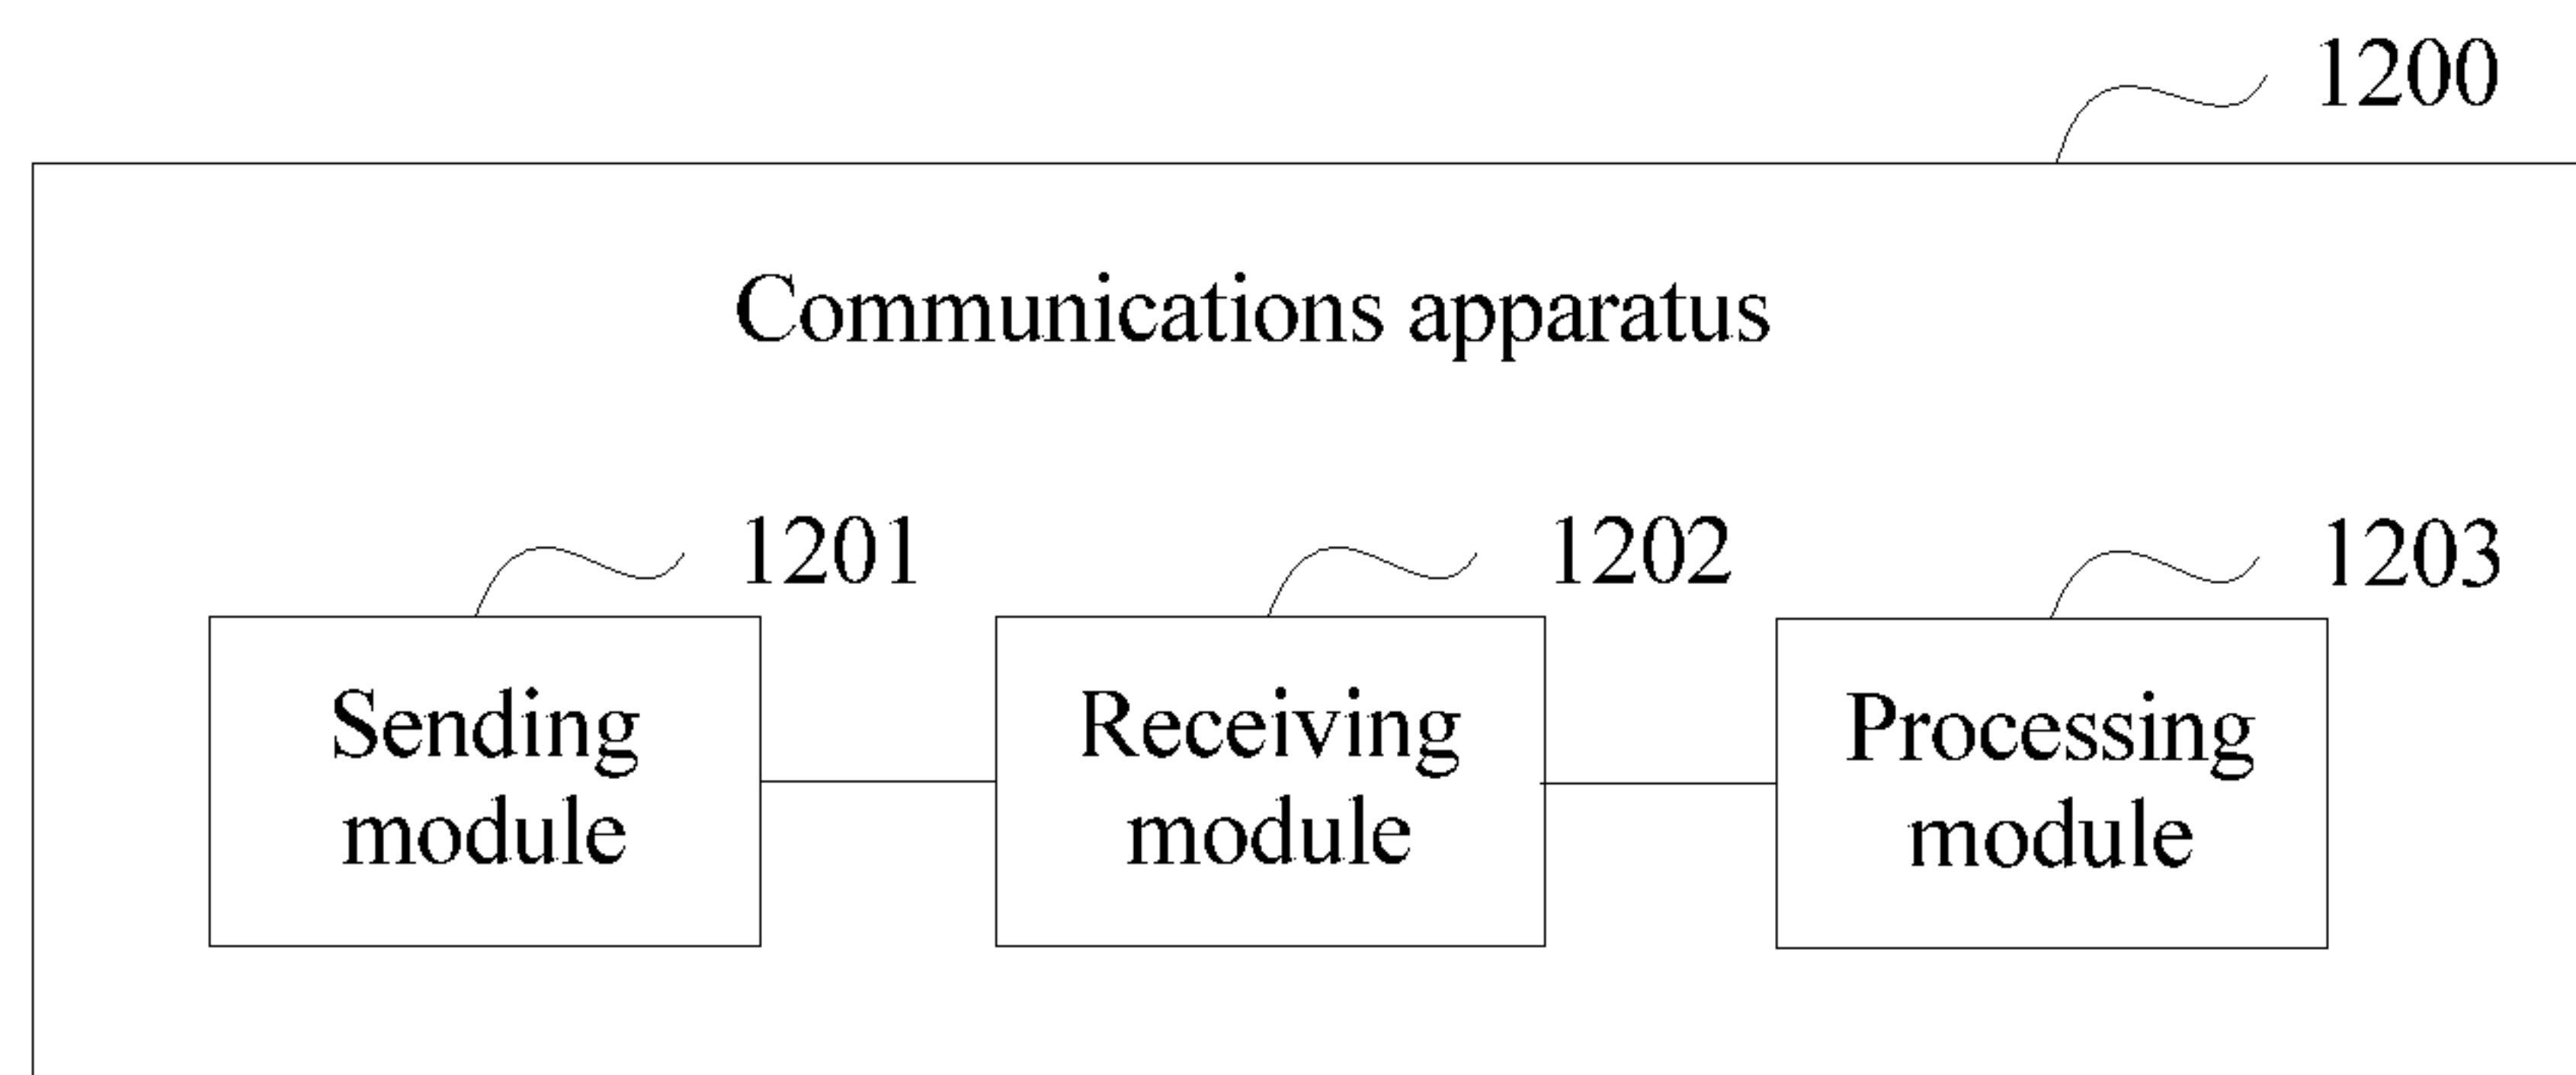 1200
Communications apparatus
1201
1202
1203
Sending
module
Receiving
module
Processing
module